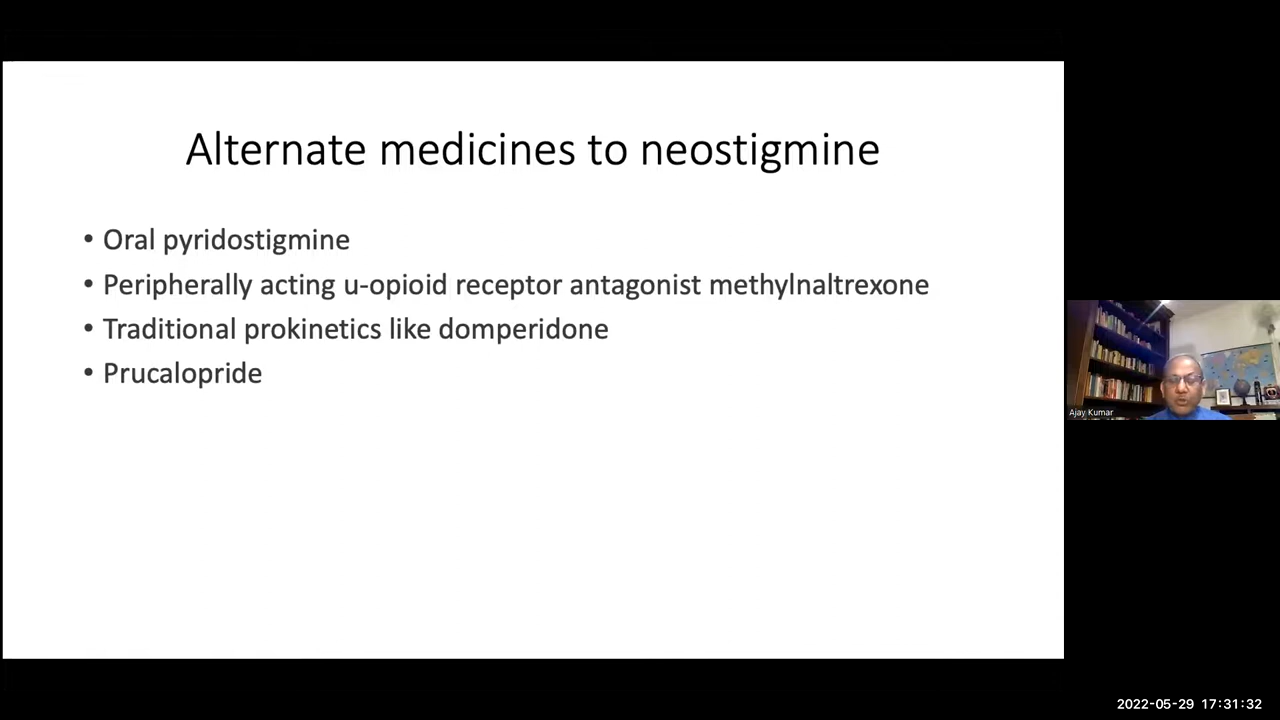 Alternate medicines to neostigmine
• Oral pyridostigmine
• Peripherally acting u-opioid receptor antagonist methylnaltrexone
• Traditional prokinetics like domperidone
• Prucalopride
Ajay Kumar
2022-05-29 17:31:32